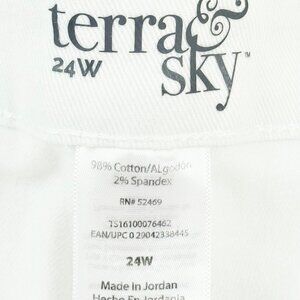 terra &
24W sky™
98% Cotton/ALgodon
2% Spandex
RN# 52469
TS16100076462
EAN/UPC 0 29042338445
24W
Made in Jordan
Hecho En Jordania